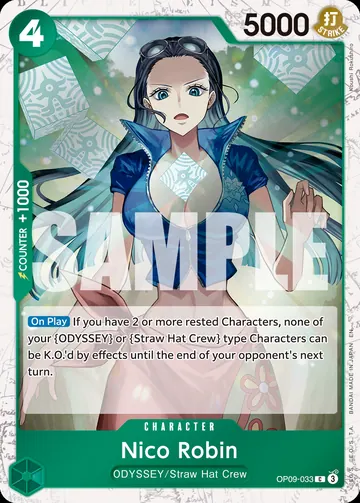 4
5000
打
STRIKE
COUNTER +1000
SAMPLE
On Play If you have 2 or more rested Characters, none of
your {ODYSSEY} or {Straw Hat Crew} type Characters can
be K.O.'d by effects until the end of your opponent's next
turn.
CHARACTER
Nico Robin
ODYSSEY/Straw Hat Crew
OP09-033 C 3